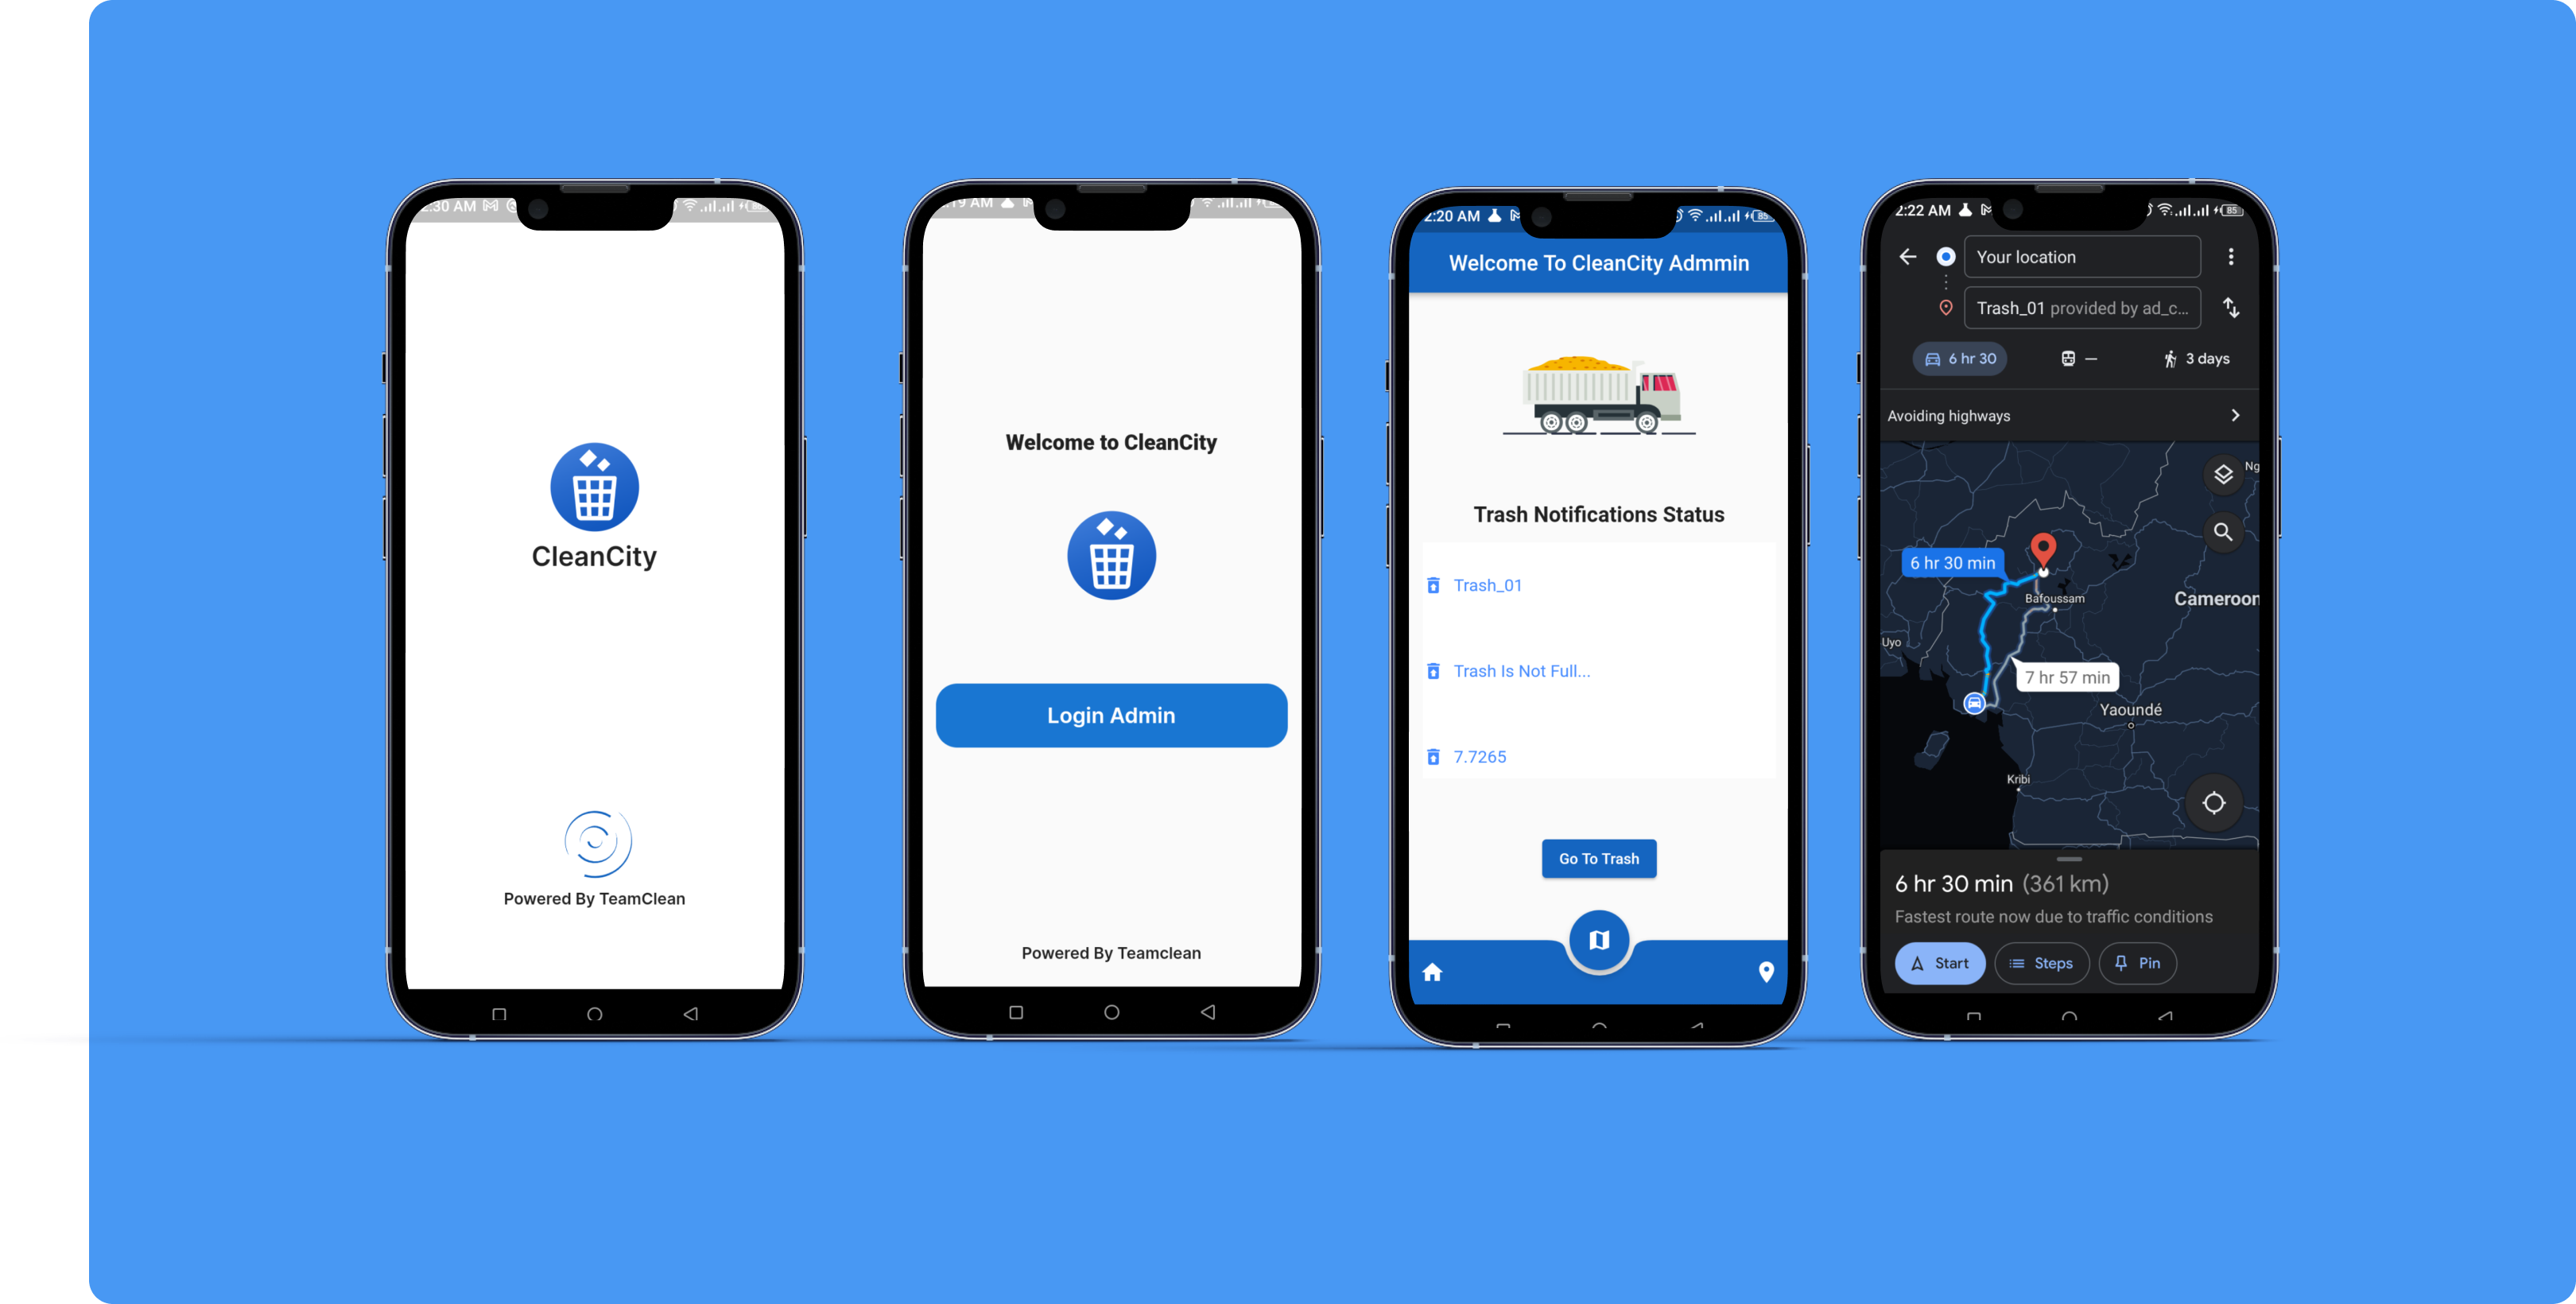 :30 AM
CleanCity
Powered By TeamClean
19 AM
Welcome to CleanCity
Login Admin
Powered By Teamclean
2:20 AM
85
Welcome To CleanCity Admmin
Trash Notifications Status
Trash_01
Trash Is Not Full...
7.7265
Go To Trash
2:22 AM
85
Your location
Trash_01 provided by ad_c...
6 hr 30
—
3 days
Avoiding highways
Ng
6 hr 30 min
Bafoussam
Cameroon
Uyo
7 hr 57 min
Yaoundé
Kribi
6 hr 30 min (361 km)
Fastest route now due to traffic conditions
Start
Steps
Pin